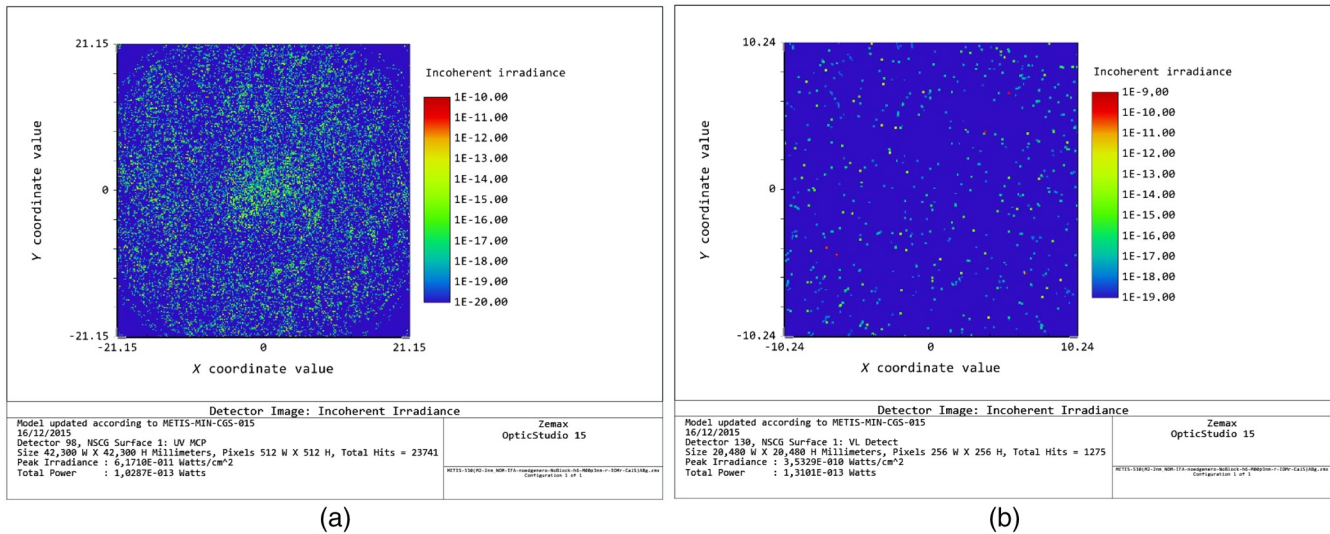 21.15
0
-21.15
-21.15
0
21.15
Y coordinate value
X coordinate value
Incoherent irradiance
1E-10.00
1E-11.00
1E-12.00
1E-13.00
1E-14.00
1E-15.00
1E-16.00
1E-17.00
1E-18.00
1E-19.00
1E-20.00
Detector Image: Incoherent Irradiance
Model updated according to METIS-MIN-CGS-015
16/12/2015
Detector 98, NSCG Surface 1: UV MCP
Size 42,300 W X 42,300 H Millimeters, Pixels 512 W X 512 H, Total Hits = 23741
Peak Irradiance : 6,1710E-011 Watts/cm^2
Total Power : 1,0287E-013 Watts
Zemax
OpticStudio 15
Configuration 1 of 1
(a)
10.24
0
-10.24
-10.24
0
10.24
Y coordinate value
X coordinate value
Incoherent irradiance
1E-9,00
1E-10.00
1E-11.00
1E-12.00
1E-13.00
1E-14.00
1E-15.00
1E-16.00
1E-17.00
1E-18.00
1E-19.00
Detector Image: Incoherent Irradiance
Model updated according to METIS-MIN-CGS-015
16/12/2015
Detector 130, NSCG Surface 1: VL Detect
Size 20,480 W X 20,480 H Millimeters, Pixels 256 W X 256 H, Total Hits = 1275
Peak Irradiance : 3,5329E-010 Watts/cm^2
Total Power : 1,3101E-013 Watts
Zemax
OpticStudio 15
Configuration 1 of 1
(b)